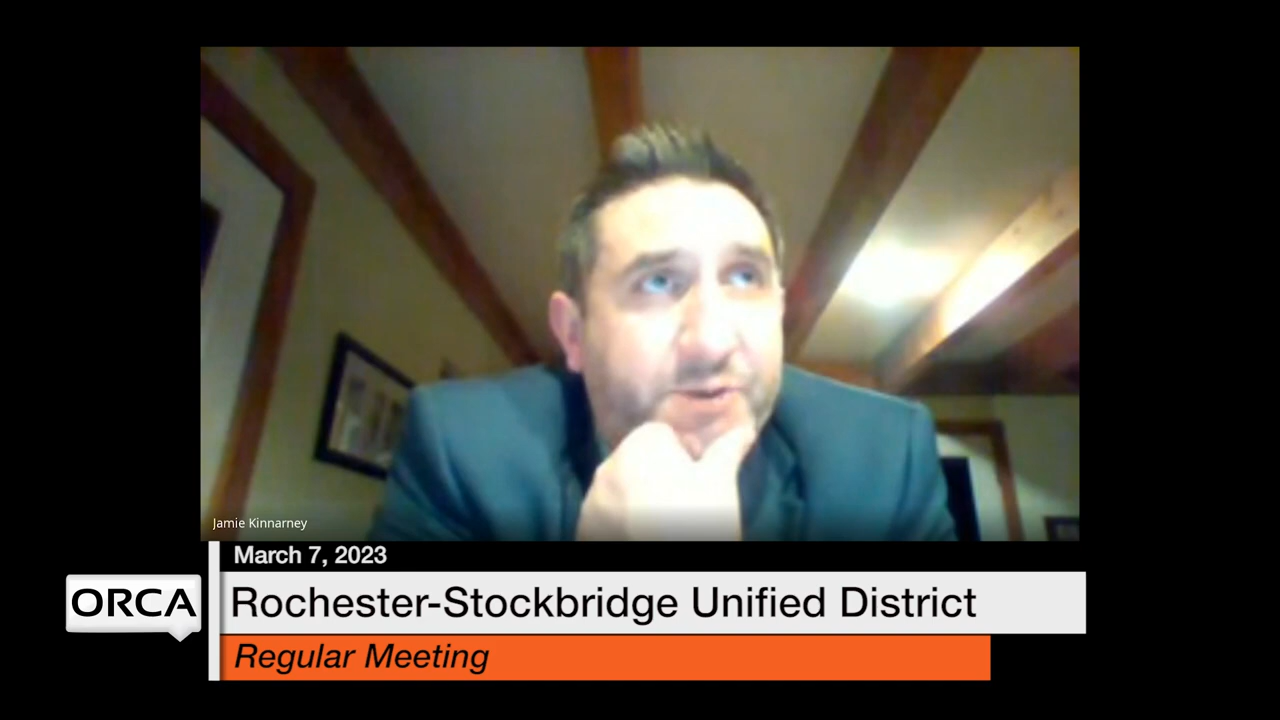 Jamie Kinnarney
March 7, 2023
ORCA
Rochester-Stockbridge Unified District
Regular Meeting